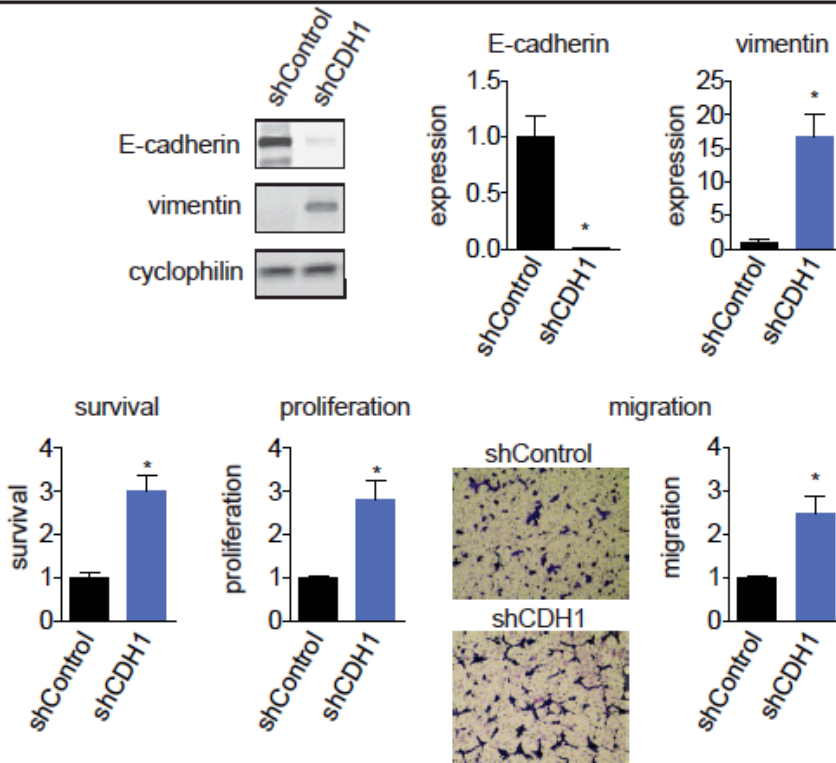 shControl
shCDH1
E-cadherin
vimentin
cyclophilin
E-cadherin
expression
1.0
0.5
0.0
*
shControl
shCDH1
vimentin
expression
25
20
15
10
5
0
*
shControl
shCDH1
survival
survival
4
3
2
1
0
*
shControl
shCDH1
proliferation
proliferation
4
3
2
1
0
*
shControl
shCDH1
migration
shControl
shCDH1
migration
4
3
2
1
0
*
shControl
shCDH1